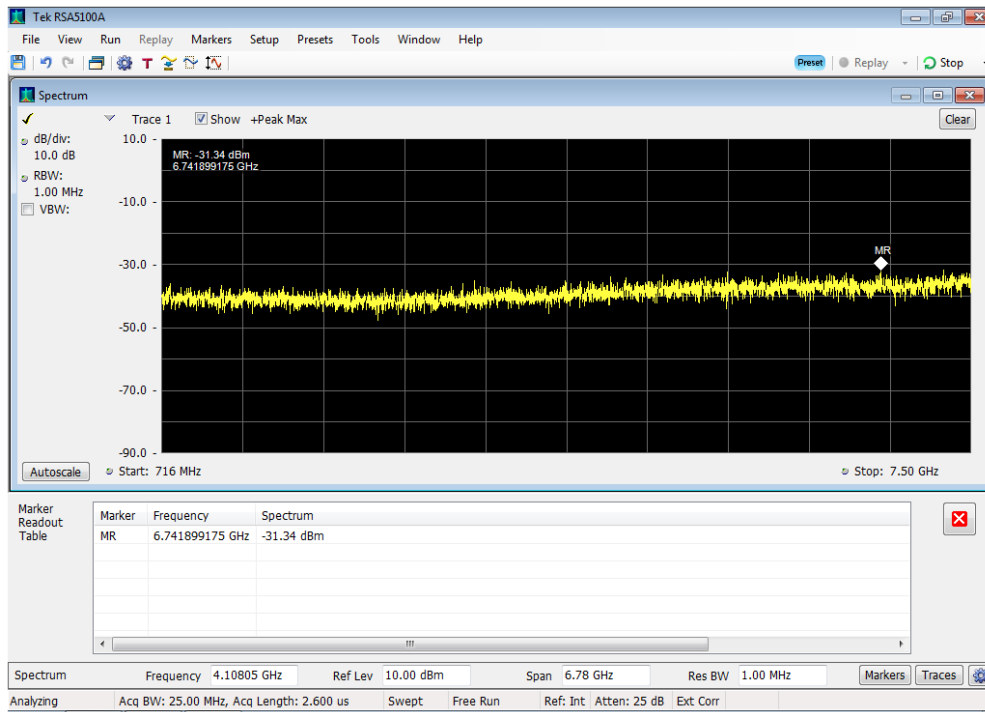 Tek RSA5100A
File View Run Replay Markers Setup Presets Tools Window Help
T Preset Replay Stop
Spectrum
Trace 1 Show +Peak Max Clear
dB/div:
10.0 dB
RBW:
1.00 MHz
VBW:
10.0
-10.0
-30.0
-50.0
-70.0
-90.0
MR: -31.34 dBm
6.741899175 GHz
MR
Autoscale Start: 716 MHz Stop: 7.50 GHz
Marker
Readout
Table
Marker Frequency Spectrum
MR 6.741899175 GHz -31.34 dBm
Spectrum Frequency 4.10805 GHz Ref Lev 10.00 dBm Span 6.78 GHz Res BW 1.00 MHz Markers Traces
Analyzing Acq BW: 25.00 MHz, Acq Length: 2.600 us Swept Free Run Ref: Int Atten: 25 dB Ext Corr